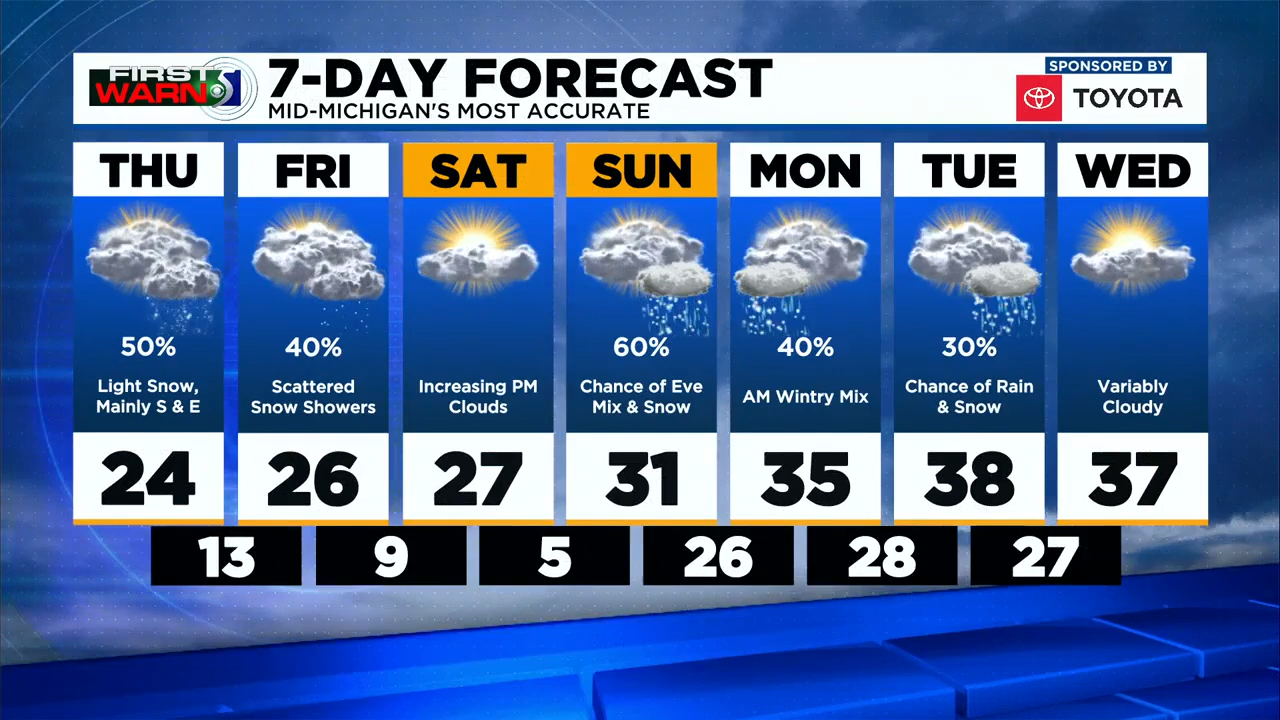 FIRST
WARN 5
7-DAY FORECAST
MID-MICHIGAN'S MOST ACCURATE
SPONSORED BY
TOYOTA
THU
50%
Light Snow,
Mainly S & E
24
FRI
40%
Scattered
Snow Showers
26
SAT
Increasing PM
Clouds
27
SUN
60%
Chance of Eve
Mix & Snow
31
MON
40%
AM Wintry Mix
35
TUE
30%
Chance of Rain
& Snow
38
WED
Variably
Cloudy
37
13
9
5
26
28
27